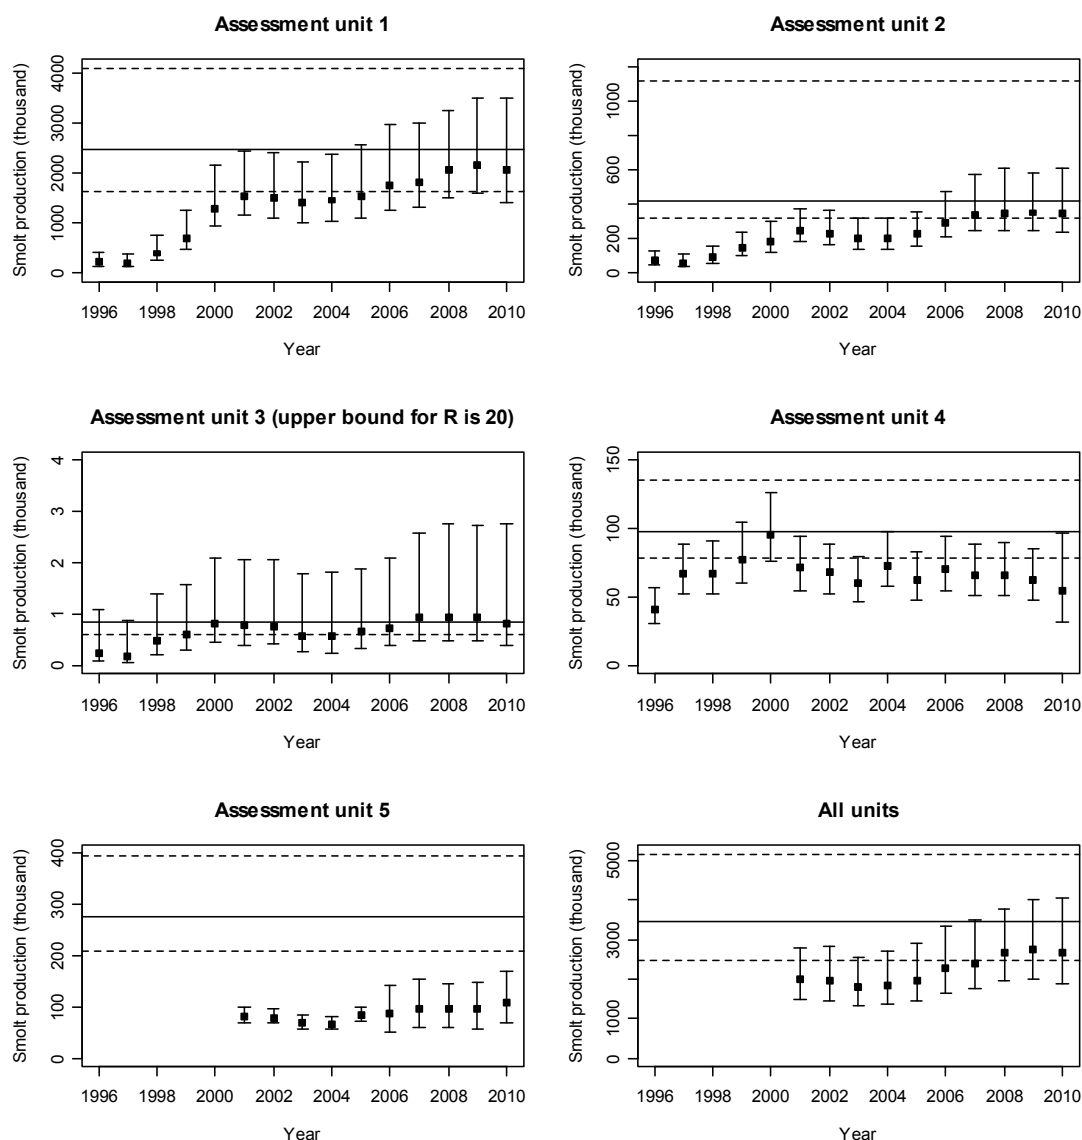 Assessment unit 1
Smolt production (thousand)
4000
3000
2000
1000
0
1996 1998 2000 2002 2004 2006 2008 2010
Year
Assessment unit 2
Smolt production (thousand)
1000
600
200
0
1996 1998 2000 2002 2004 2006 2008 2010
Year
Assessment unit 3 (upper bound for R is 20)
Smolt production (thousand)
4
3
2
1
0
1996 1998 2000 2002 2004 2006 2008 2010
Year
Assessment unit 4
Smolt production (thousand)
150
100
50
0
1996 1998 2000 2002 2004 2006 2008 2010
Year
Assessment unit 5
Smolt production (thousand)
400
300
200
100
0
1996 1998 2000 2002 2004 2006 2008 2010
Year
All units
Smolt production (thousand)
5000
3000
1000
0
1996 1998 2000 2002 2004 2006 2008 2010
Year